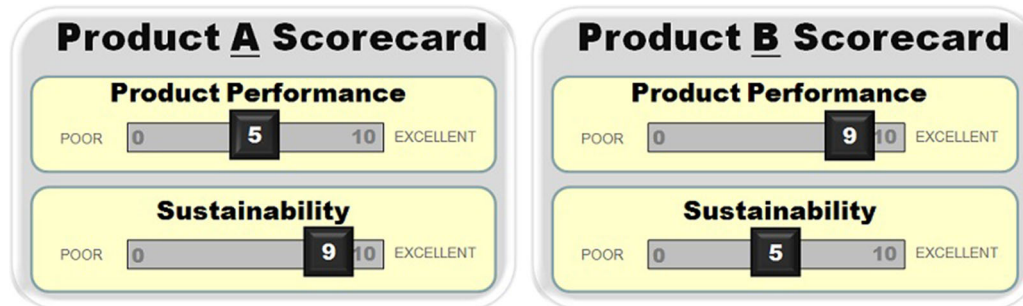 Product A Scorecard
Product Performance
POOR 0 5 10 EXCELLENT
Sustainability
POOR 0 9 10 EXCELLENT
Product B Scorecard
Product Performance
POOR 0 9 10 EXCELLENT
Sustainability
POOR 0 5 10 EXCELLENT